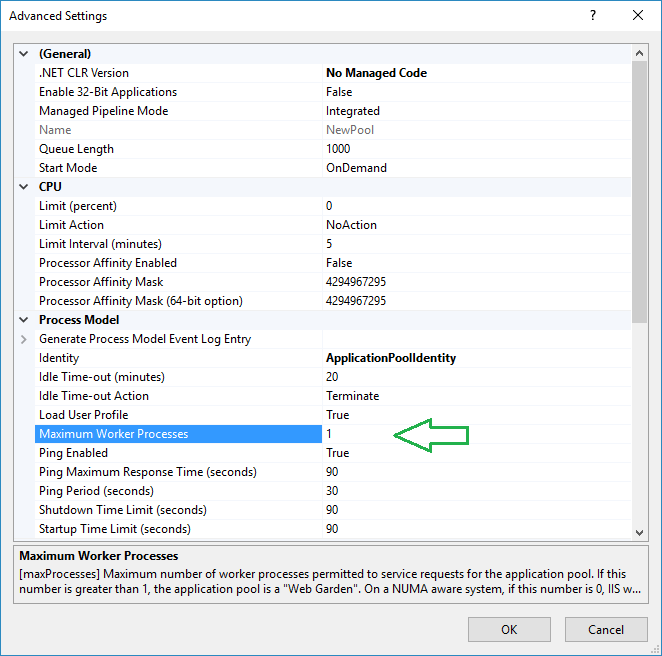 Advanced Settings
(General)
.NET CLR Version No Managed Code
Enable 32-Bit Applications False
Managed Pipeline Mode Integrated
Name NewPool
Queue Length 1000
Start Mode OnDemand
CPU
Limit (percent) 0
Limit Action NoAction
Limit Interval (minutes) 5
Processor Affinity Enabled False
Processor Affinity Mask 4294967295
Processor Affinity Mask (64-bit option) 4294967295
Process Model
Generate Process Model Event Log Entry
Identity ApplicationPoolIdentity
Idle Time-out (minutes) 20
Idle Time-out Action Terminate
Load User Profile True
Maximum Worker Processes 1
Ping Enabled True
Ping Maximum Response Time (seconds) 90
Ping Period (seconds) 30
Shutdown Time Limit (seconds) 90
Startup Time Limit (seconds) 90
Maximum Worker Processes
[maxProcesses] Maximum number of worker processes permitted to service requests for the application pool. If this
number is greater than 1, the application pool is a "Web Garden". On a NUMA aware system, if this number is 0, IIS w...
OK Cancel